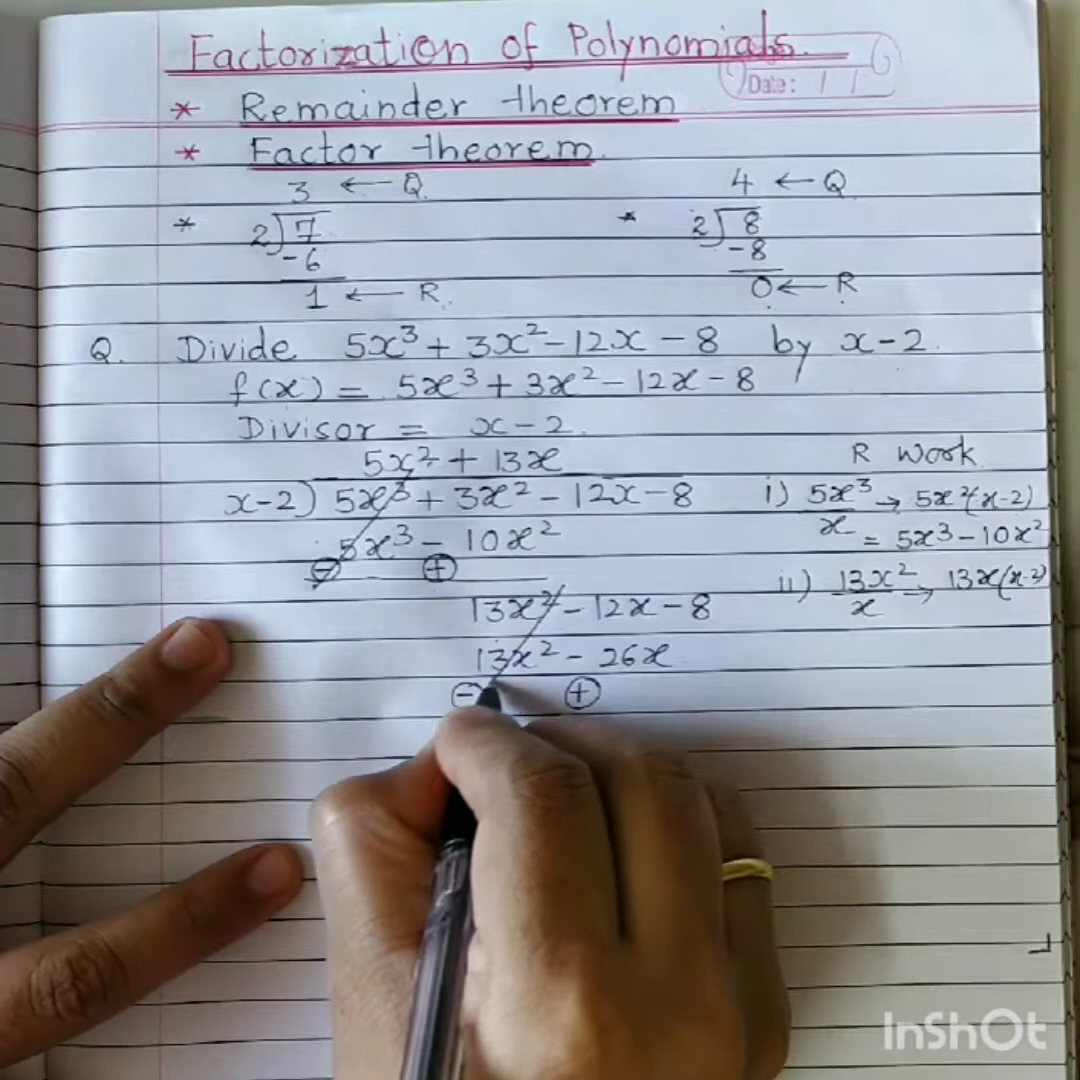 Factorization of Polynomials.
Date: / /
* Remainder theorem
* Factor theorem.
3 ← Q. 4 ← Q
* 2) 7 * 2) 8
-6 -8
1 ← R. 0 ← R
Q. Divide 5x³ + 3x² - 12x - 8 by x - 2.
f(x) = 5x³ + 3x² - 12x - 8
Divisor = x - 2.
5x² + 13x R Work
x-2) 5x³ + 3x² - 12x - 8 i) 5x³/x → 5x²(x-2)
5x³ - 10x² = 5x³ - 10x²
⊖ ⊕ ii) 13x²/x → 13x(x-2)
13x² - 12x - 8
13x² - 26x
⊖ ⊕
InShOt